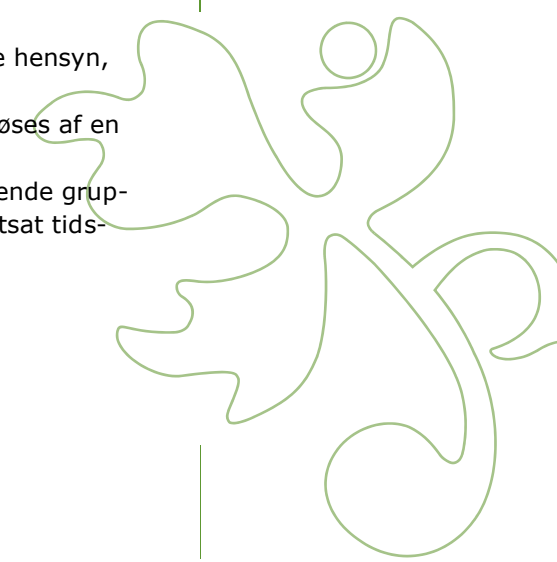 e hensyn,
øses af en
ende grup-
tsat tids-